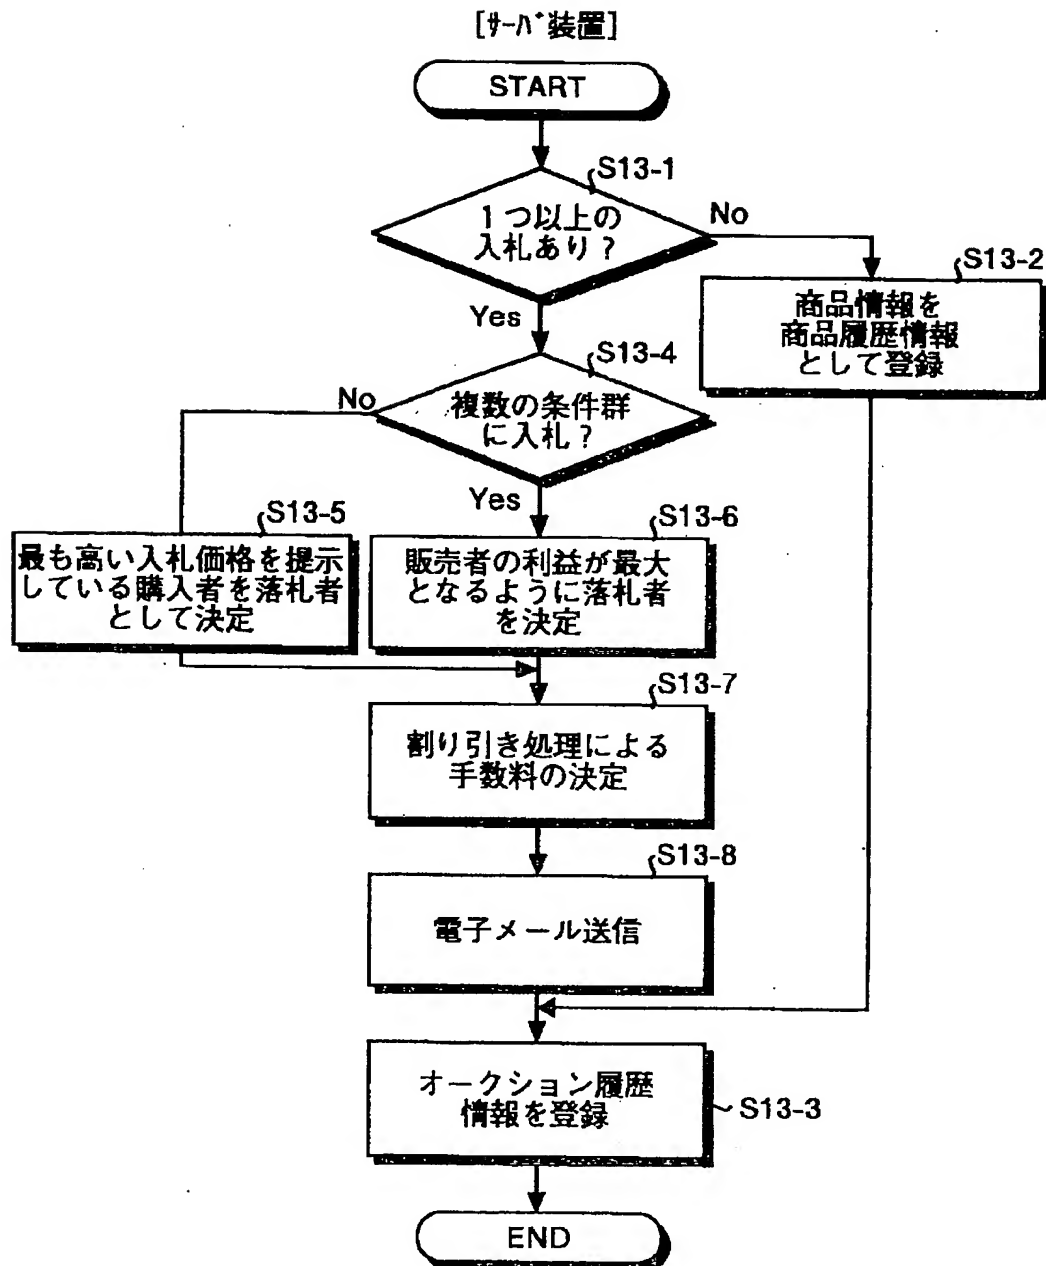 [ｻｰﾊﾞ装置]
START
S13-1
1つ以上の
入札あり?
No
Yes
S13-2
商品情報を
商品履歴情報
として登録
S13-4
複数の条件群
に入札?
No
Yes
S13-5
最も高い入札価格を提示
している購入者を落札者
として決定
S13-6
販売者の利益が最大
となるように落札者
を決定
S13-7
割り引き処理による
手数料の決定
S13-8
電子メール送信
オークション履歴
情報を登録
S13-3
END